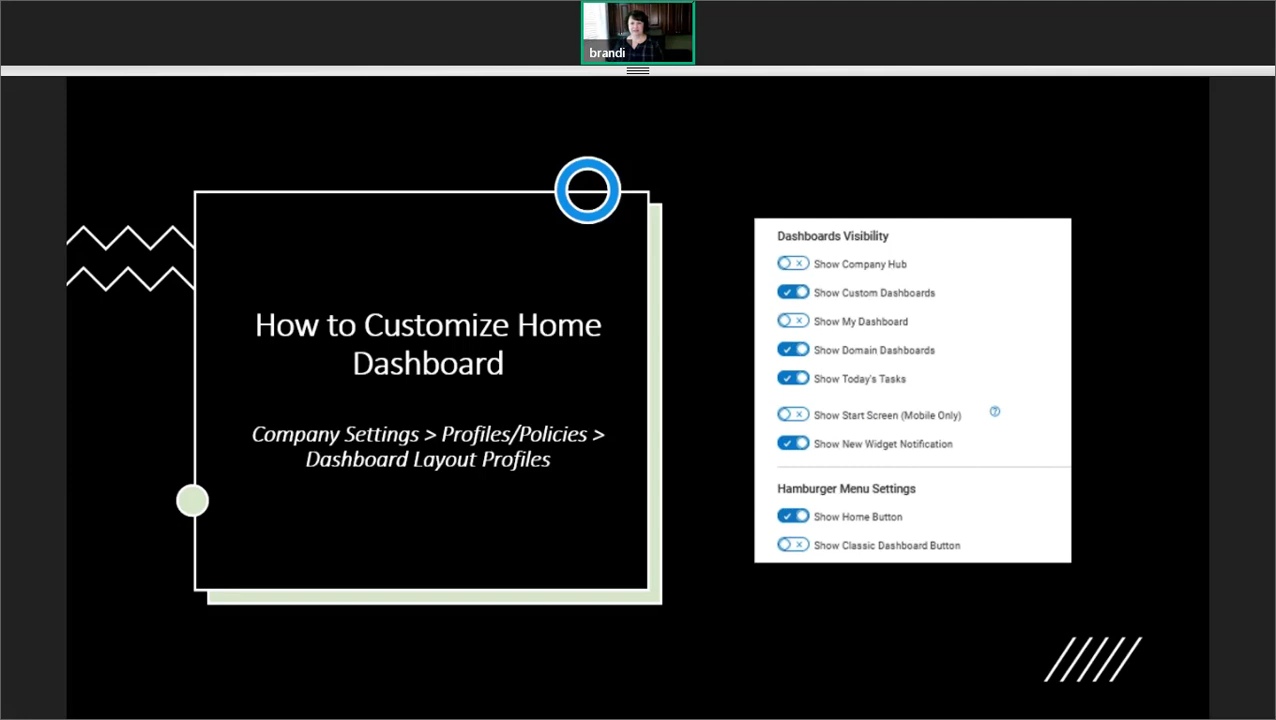 brandi
How to Customize Home
Dashboard
Company Settings > Profiles/Policies >
Dashboard Layout Profiles
Dashboards Visibility
Show Company Hub
Show Custom Dashboards
Show My Dashboard
Show Domain Dashboards
Show Today's Tasks
Show Start Screen (Mobile Only) ?
Show New Widget Notification
Hamburger Menu Settings
Show Home Button
Show Classic Dashboard Button